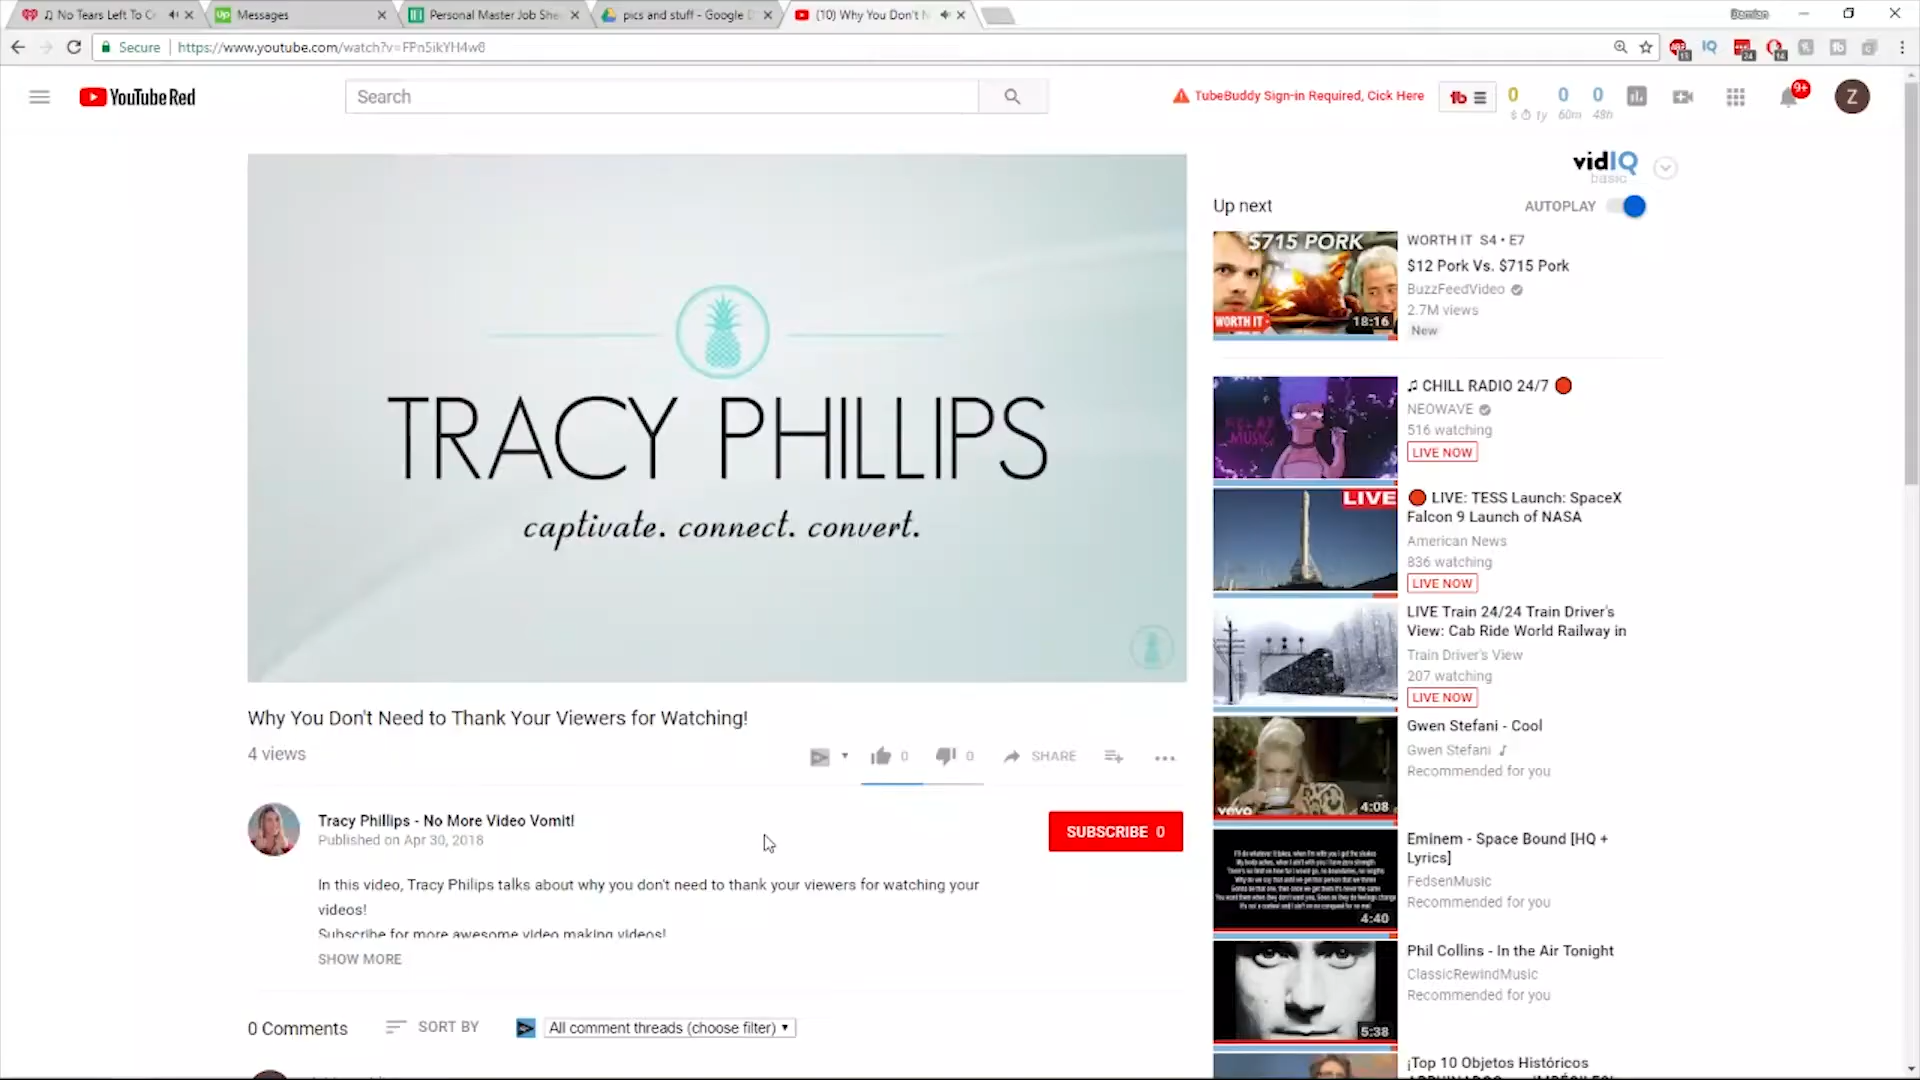 No Tears Left To C
Messages
Personal Master Job She
pics and stuff - Google D
(10) Why You Don't N
Damian
Secure
https://www.youtube.com/watch?v=FPn5ikYH4w8
YouTube Red
Search
TubeBuddy Sign-in Required, Cick Here
tb
0 0 0
1y 60m 48h
9+
Z
TRACY PHILLIPS
captivate. connect. convert.
Why You Don't Need to Thank Your Viewers for Watching!
4 views
0
0
SHARE
Tracy Phillips - No More Video Vomit!
Published on Apr 30, 2018
SUBSCRIBE 0
In this video, Tracy Philips talks about why you don't need to thank your viewers for watching your
videos!
Subscribe for more awesome video making videos!
SHOW MORE
0 Comments
SORT BY
All comment threads (choose filter)
vidIQ
basic
Up next
AUTOPLAY
$715 PORK
WORTH IT
18:16
WORTH IT S4 • E7
$12 Pork Vs. $715 Pork
BuzzFeedVideo
2.7M views
New
RELAX
MUSIC
♫ CHILL RADIO 24/7
NEOWAVE
516 watching
LIVE NOW
LIVE
LIVE: TESS Launch: SpaceX
Falcon 9 Launch of NASA
American News
836 watching
LIVE NOW
LIVE Train 24/24 Train Driver's
View: Cab Ride World Railway in
Train Driver's View
207 watching
LIVE NOW
vevo
4:08
Gwen Stefani - Cool
Gwen Stefani
Recommended for you
4:40
Eminem - Space Bound [HQ +
Lyrics]
FedsenMusic
Recommended for you
5:38
Phil Collins - In the Air Tonight
ClassicRewindMusic
Recommended for you
¡Top 10 Objetos Históricos